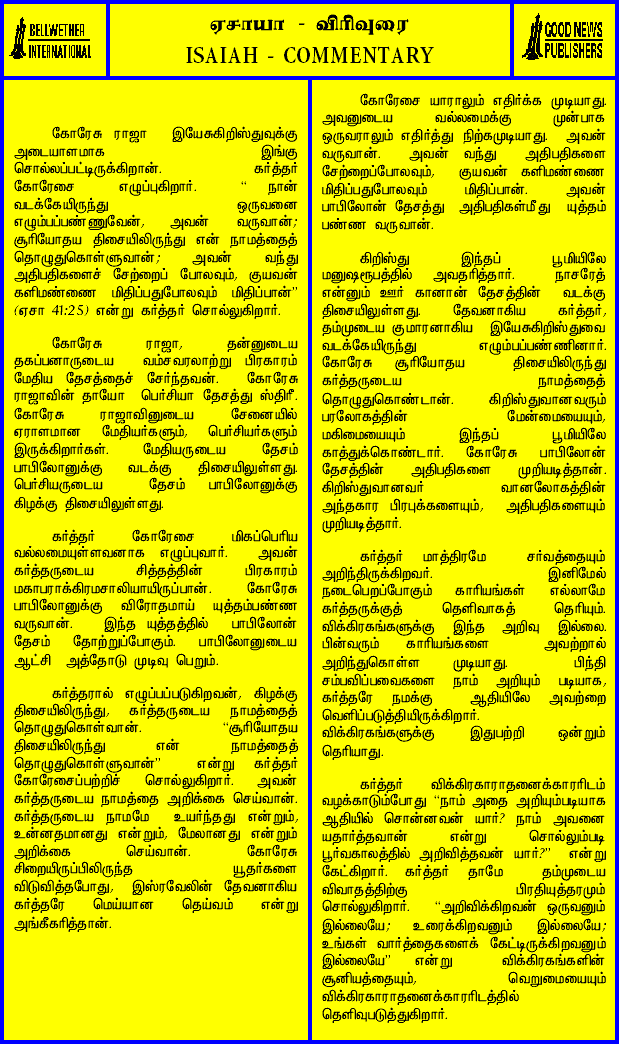 BELLWETHER
INTERNATIONAL
ஏசாயா - விரிவுரை
ISAIAH - COMMENTARY
GOOD NEWS
PUBLISHERS
கோரேசு ராஜா இயேசுகிறிஸ்துவுக்கு
அடையாளமாக இங்கு
சொல்லப்பட்டிருக்கிறான். கர்த்தர்
கோரேசை எழுப்புகிறார். “ நான்
வடக்கேயிருந்து ஒருவனை
எழும்பப்பண்ணுவேன், அவன் வருவான்;
சூரியோதய திசையிலிருந்து என் நாமத்தைத்
தொழுதுகொள்ளுவான்; அவன் வந்து
அதிபதிகளைச் சேற்றைப் போலவும், குயவன்
களிமண்ணை மிதிப்பதுபோலவும் மிதிப்பான்”
(ஏசா 41:25) என்று கர்த்தர் சொல்லுகிறார்.
கோரேசு ராஜா, தன்னுடைய
தகப்பனாருடைய வம்சவரலாற்று பிரகாரம்
மேதிய தேசத்தைச் சேர்ந்தவன். கோரேசு
ராஜாவின் தாயோ பெர்சியா தேசத்து ஸ்திரீ.
கோரேசு ராஜாவினுடைய சேனையில்
ஏராளமான மேதியர்களும், பெர்சியர்களும்
இருக்கிறார்கள். மேதியருடைய தேசம்
பாபிலோனுக்கு வடக்கு திசையிலுள்ளது.
பெர்சியருடைய தேசம் பாபிலோனுக்கு
கிழக்கு திசையிலுள்ளது.
கர்த்தர் கோரேசை மிகப்பெரிய
வல்லமையுள்ளவனாக எழுப்புவார். அவன்
கர்த்தருடைய சித்தத்தின் பிரகாரம்
மகாபராக்கிரமசாலியாயிருப்பான். கோரேசு
பாபிலோனுக்கு விரோதமாய் யுத்தம்பண்ண
வருவான். இந்த யுத்தத்தில் பாபிலோன்
தேசம் தோற்றுப்போகும். பாபிலோனுடைய
ஆட்சி அத்தோடு முடிவு பெறும்.
கர்த்தரால் எழுப்பப்படுகிறவன், கிழக்கு
திசையிலிருந்து, கர்த்தருடைய நாமத்தைத்
தொழுதுகொள்வான். “சூரியோதய
திசையிலிருந்து என் நாமத்தைத்
தொழுதுகொள்ளுவான்” என்று கர்த்தர்
கோரேசைப்பற்றிச் சொல்லுகிறார். அவன்
கர்த்தருடைய நாமத்தை அறிக்கை செய்வான்.
கர்த்தருடைய நாமமே உயர்ந்தது என்றும்,
உன்னதமானது என்றும், மேலானது என்றும்
அறிக்கை செய்வான். கோரேசு
சிறையிருப்பிலிருந்த யூதர்களை
விடுவித்தபோது, இஸ்ரவேலின் தேவனாகிய
கர்த்தரே மெய்யான தெய்வம் என்று
அங்கீகரித்தான்.
கோரேசை யாராலும் எதிர்க்க முடியாது.
அவனுடைய வல்லமைக்கு முன்பாக
ஒருவராலும் எதிர்த்து நிற்கமுடியாது. அவன்
வருவான். அவன் வந்து அதிபதிகளை
சேற்றைப்போலவும், குயவன் களிமண்ணை
மிதிப்பதுபோலவும் மிதிப்பான். அவன்
பாபிலோன் தேசத்து அதிபதிகள்மீது யுத்தம்
பண்ண வருவான்.
கிறிஸ்து இந்தப் பூமியிலே
மனுஷரூபத்தில் அவதரித்தார். நாசரேத்
என்னும் ஊர் கானான் தேசத்தின் வடக்கு
திசையிலுள்ளது. தேவனாகிய கர்த்தர்,
தம்முடைய குமாரனாகிய இயேசுகிறிஸ்துவை
வடக்கேயிருந்து எழும்பப்பண்ணினார்.
கோரேசு சூரியோதய திசையிலிருந்து
கர்த்தருடைய நாமத்தைத்
தொழுதுகொண்டான். கிறிஸ்துவானவரும்
பரலோகத்தின் மேன்மையையும்,
மகிமையையும் இந்தப் பூமியிலே
காத்துக்கொண்டார். கோரேசு பாபிலோன்
தேசத்தின் அதிபதிகளை முறியடித்தான்.
கிறிஸ்துவானவர் வானலோகத்தின்
அந்தகார பிரபுக்களையும், அதிபதிகளையும்
முறியடித்தார்.
கர்த்தர் மாத்திரமே சர்வத்தையும்
அறிந்திருக்கிறவர். இனிமேல்
நடைபெறப்போகும் காரியங்கள் எல்லாமே
கர்த்தருக்குத் தெளிவாகத் தெரியும்.
விக்கிரகங்களுக்கு இந்த அறிவு இல்லை.
பின்வரும் காரியங்களை அவற்றால்
அறிந்துகொள்ள முடியாது. பிந்தி
சம்பவிப்பவைகளை நாம் அறியும் படியாக,
கர்த்தரே நமக்கு ஆதியிலே அவற்றை
வெளிப்படுத்தியிருக்கிறார்.
விக்கிரகங்களுக்கு இதுபற்றி ஒன்றும்
தெரியாது.
கர்த்தர் விக்கிரகாராதனைக்காரரிடம்
வழக்காடும்போது “நாம் அதை அறியும்படியாக
ஆதியில் சொன்னவன் யார்? நாம் அவனை
யதார்த்தவான் என்று சொல்லும்படி
பூர்வகாலத்தில் அறிவித்தவன் யார்?” என்று
கேட்கிறார். கர்த்தர் தாமே தம்முடைய
விவாதத்திற்கு பிரதியுத்தரமும்
சொல்லுகிறார். “அறிவிக்கிறவன் ஒருவனும்
இல்லையே; உரைக்கிறவனும் இல்லையே;
உங்கள் வார்த்தைகளைக் கேட்டிருக்கிறவனும்
இல்லையே” என்று விக்கிரகங்களின்
சூனியத்தையும், வெறுமையையும்
விக்கிரகாராதனைக்காரரிடத்தில்
தெளிவுபடுத்துகிறார்.